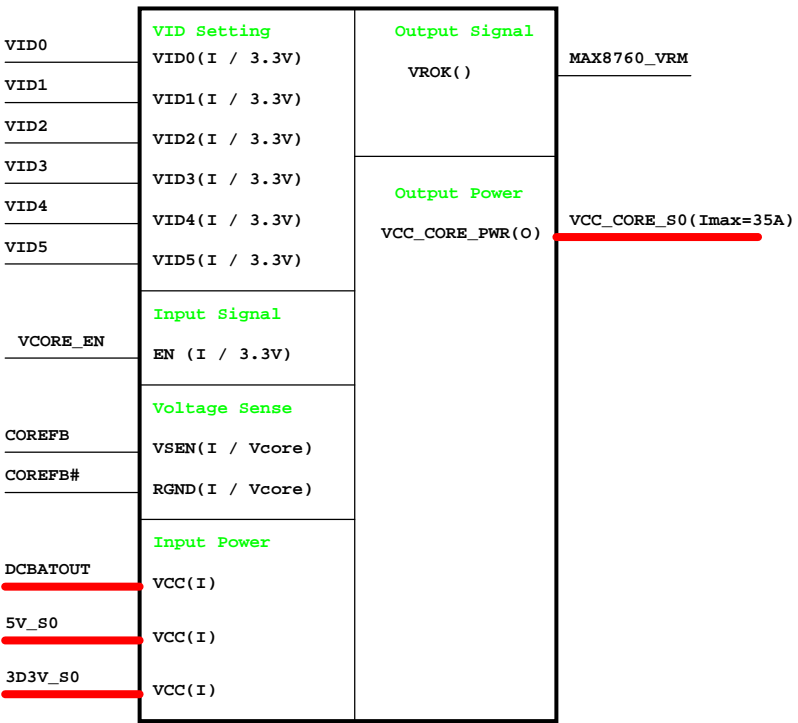 VID0
VID1
VID2
VID3
VID4
VID5
VCORE_EN
COREFB
COREFB#
DCBATOUT
5V_S0
3D3V_S0
VID Setting
VID0(I / 3.3V)
VID1(I / 3.3V)
VID2(I / 3.3V)
VID3(I / 3.3V)
VID4(I / 3.3V)
VID5(I / 3.3V)
Input Signal
EN (I / 3.3V)
Voltage Sense
VSEN(I / Vcore)
RGND(I / Vcore)
Input Power
VCC(I)
VCC(I)
VCC(I)
Output Signal
VROK()
Output Power
VCC_CORE_PWR(O)
MAX8760_VRM
VCC_CORE_S0(Imax=35A)